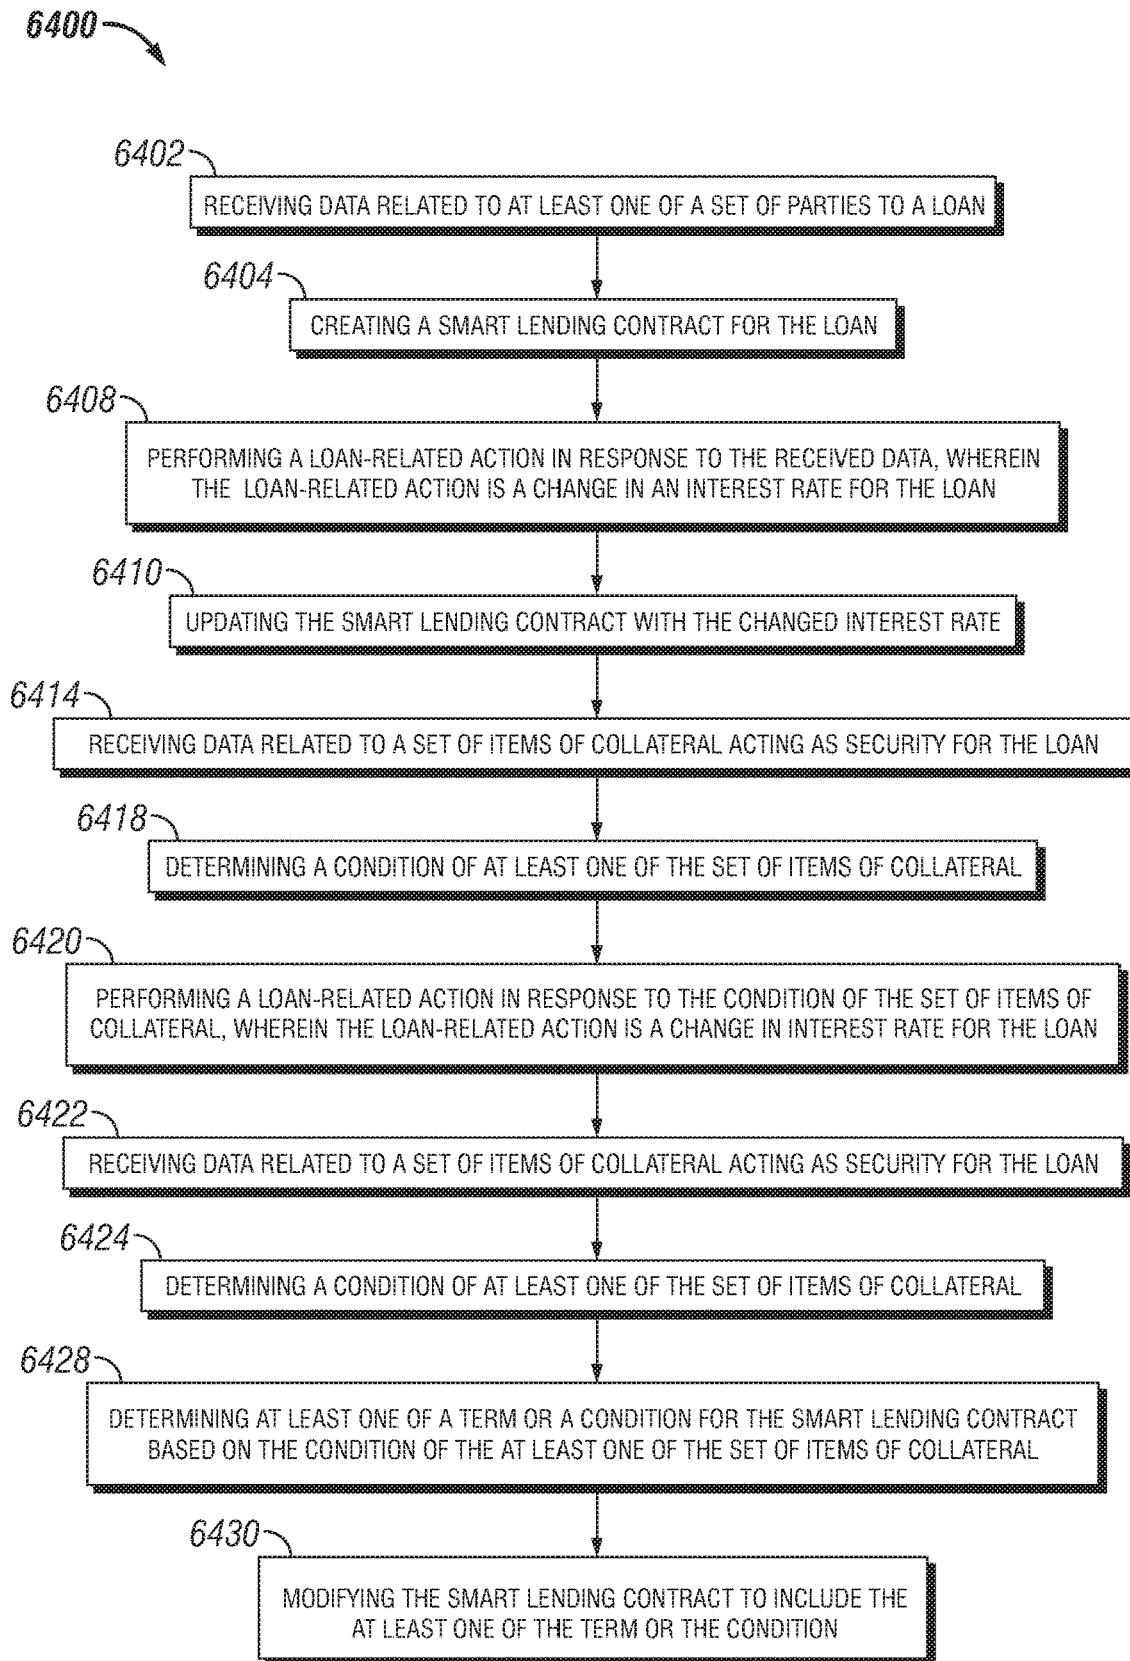 6400
6402
RECEIVING DATA RELATED TO AT LEAST ONE OF A SET OF PARTIES TO A LOAN
6404
CREATING A SMART LENDING CONTRACT FOR THE LOAN
6408
PERFORMING A LOAN-RELATED ACTION IN RESPONSE TO THE RECEIVED DATA, WHEREIN
THE LOAN-RELATED ACTION IS A CHANGE IN AN INTEREST RATE FOR THE LOAN
6410
UPDATING THE SMART LENDING CONTRACT WITH THE CHANGED INTEREST RATE
6414
RECEIVING DATA RELATED TO A SET OF ITEMS OF COLLATERAL ACTING AS SECURITY FOR THE LOAN
6418
DETERMINING A CONDITION OF AT LEAST ONE OF THE SET OF ITEMS OF COLLATERAL
6420
PERFORMING A LOAN-RELATED ACTION IN RESPONSE TO THE CONDITION OF THE SET OF ITEMS OF
COLLATERAL, WHEREIN THE LOAN-RELATED ACTION IS A CHANGE IN INTEREST RATE FOR THE LOAN
6422
RECEIVING DATA RELATED TO A SET OF ITEMS OF COLLATERAL ACTING AS SECURITY FOR THE LOAN
6424
DETERMINING A CONDITION OF AT LEAST ONE OF THE SET OF ITEMS OF COLLATERAL
6428
DETERMINING AT LEAST ONE OF A TERM OR A CONDITION FOR THE SMART LENDING CONTRACT
BASED ON THE CONDITION OF THE AT LEAST ONE OF THE SET OF ITEMS OF COLLATERAL
6430
MODIFYING THE SMART LENDING CONTRACT TO INCLUDE THE
AT LEAST ONE OF THE TERM OR THE CONDITION